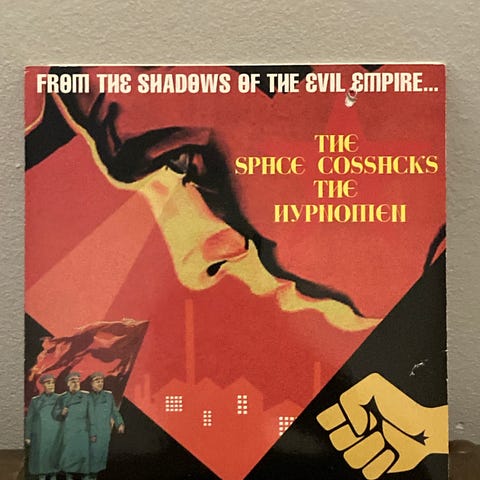 FROM THE SHADOWS OF THE EVIL EMPIRE...
THE
SPACE COSSACKS
THE
HYPNOMEN